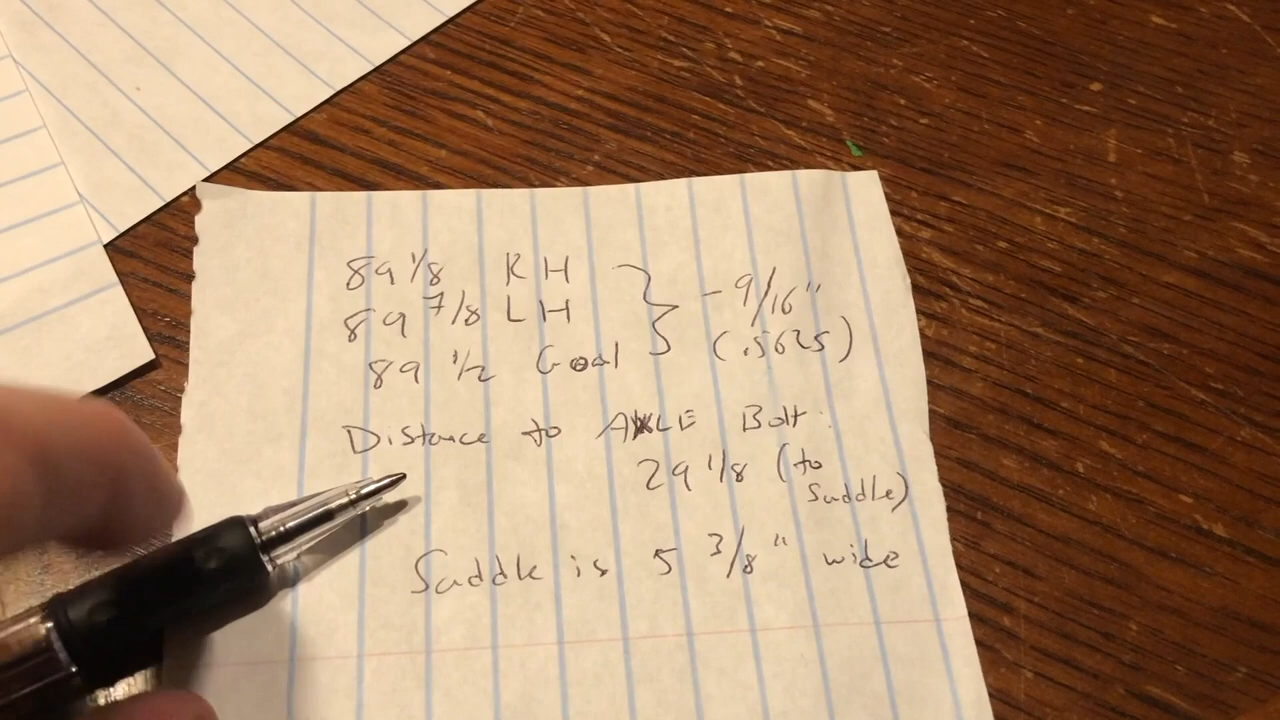 89 1/8 RH
89 7/8 LH
89 1/2 Goal
- 9/16"
(.5625)
Distance to AXLE Bolt:
29 1/8 (to
Saddle)
Saddle is 5 3/8" wide